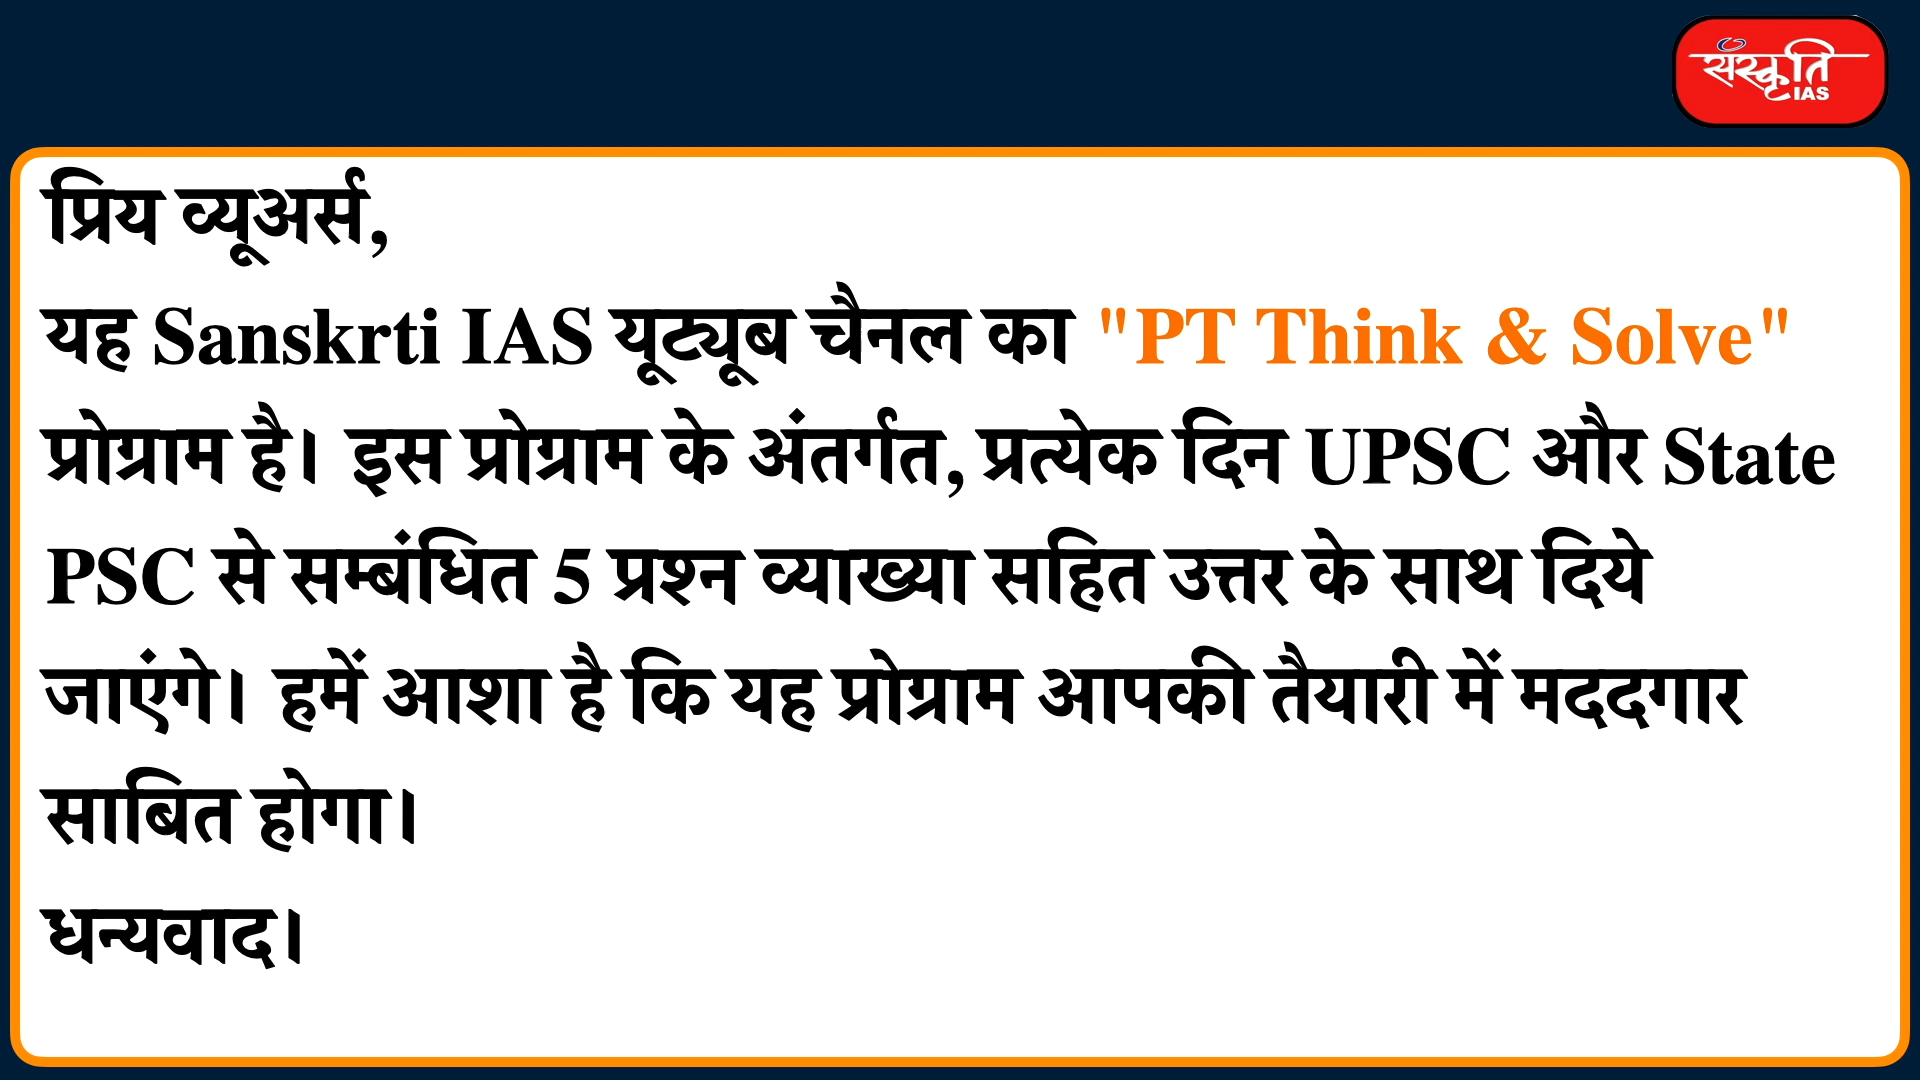 संस्कृति
IAS
प्रिय व्यूअर्स,
यह Sanskrti IAS यूट्यूब चैनल का "PT Think & Solve"
प्रोग्राम है। इस प्रोग्राम के अंतर्गत, प्रत्येक दिन UPSC और State
PSC से सम्बंधित 5 प्रश्न व्याख्या सहित उत्तर के साथ दिये
जाएंगे। हमें आशा है कि यह प्रोग्राम आपकी तैयारी में मददगार
साबित होगा।
धन्यवाद।